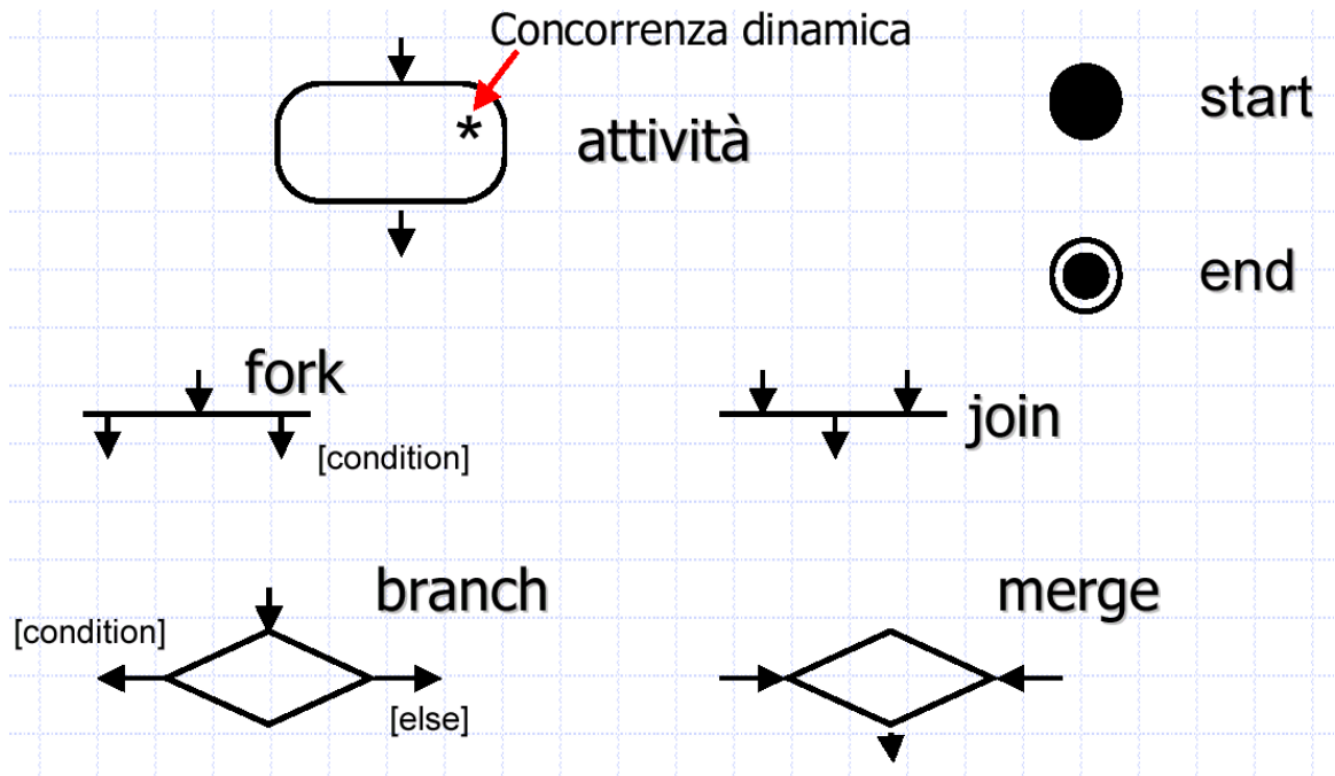 Concorrenza dinamica
*
attività
start
end
fork
[condition]
join
branch
[condition]
[else]
merge